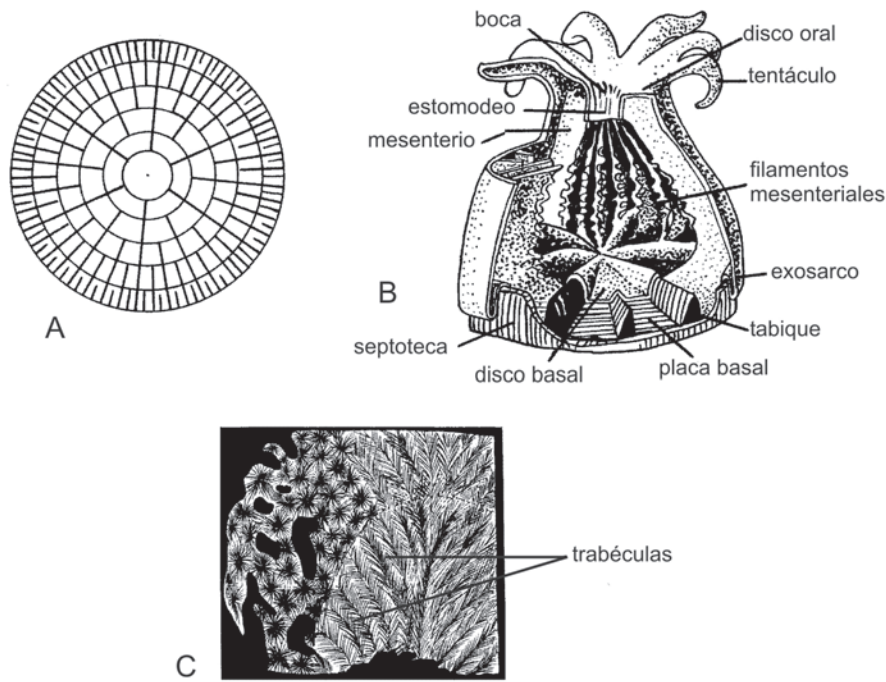 A
boca
disco oral
tentáculo
estomodeo
mesenterio
filamentos
mesenteriales
exosarco
B
tabique
septoteca
placa basal
disco basal
trabéculas
C